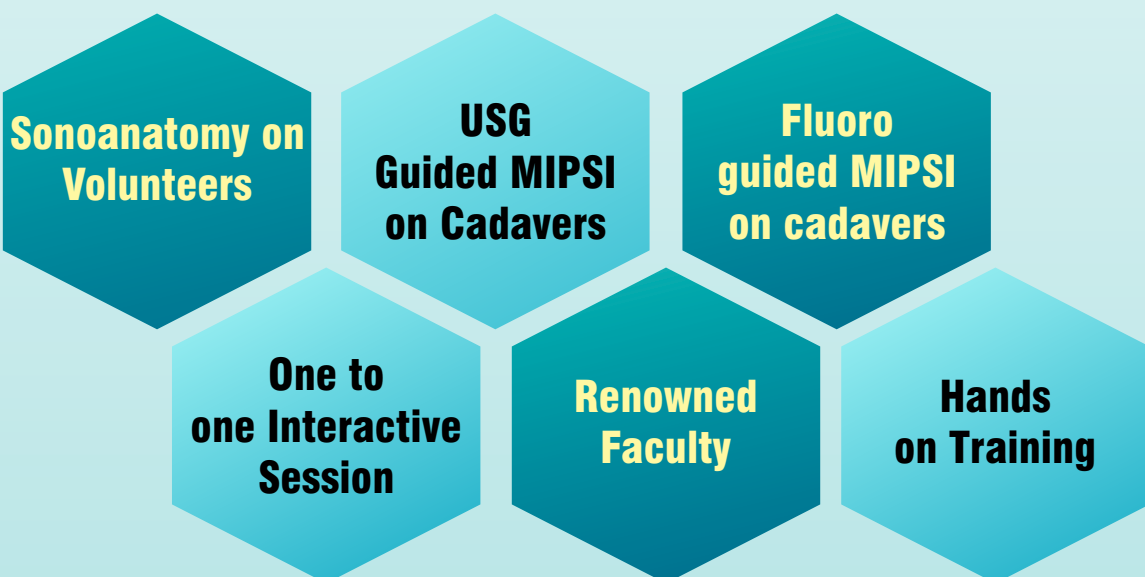 Sonoanatomy on
Volunteers
USG
Guided MIPSI
on Cadavers
Fluoro
guided MIPSI
on cadavers
One to
one Interactive
Session
Renowned
Faculty
Hands
on Training